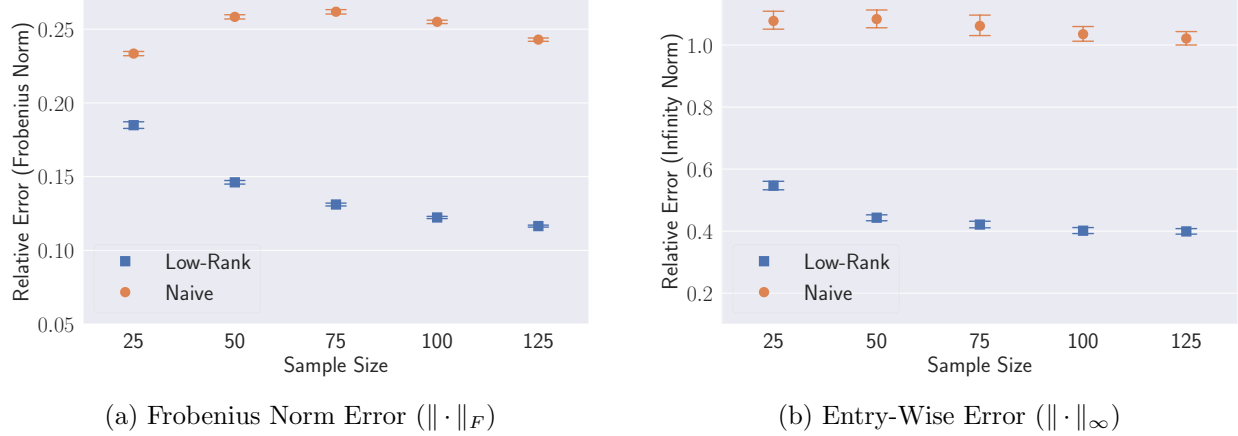 Relative Error (Frobenius Norm)
0.25
0.20
0.15
0.10
0.05
Low-Rank
Naive
25 50 75 100 125
Sample Size
(a) Frobenius Norm Error (‖ · ‖F)
Relative Error (Infinity Norm)
1.0
0.8
0.6
0.4
0.2
Low-Rank
Naive
25 50 75 100 125
Sample Size
(b) Entry-Wise Error (‖ · ‖∞)